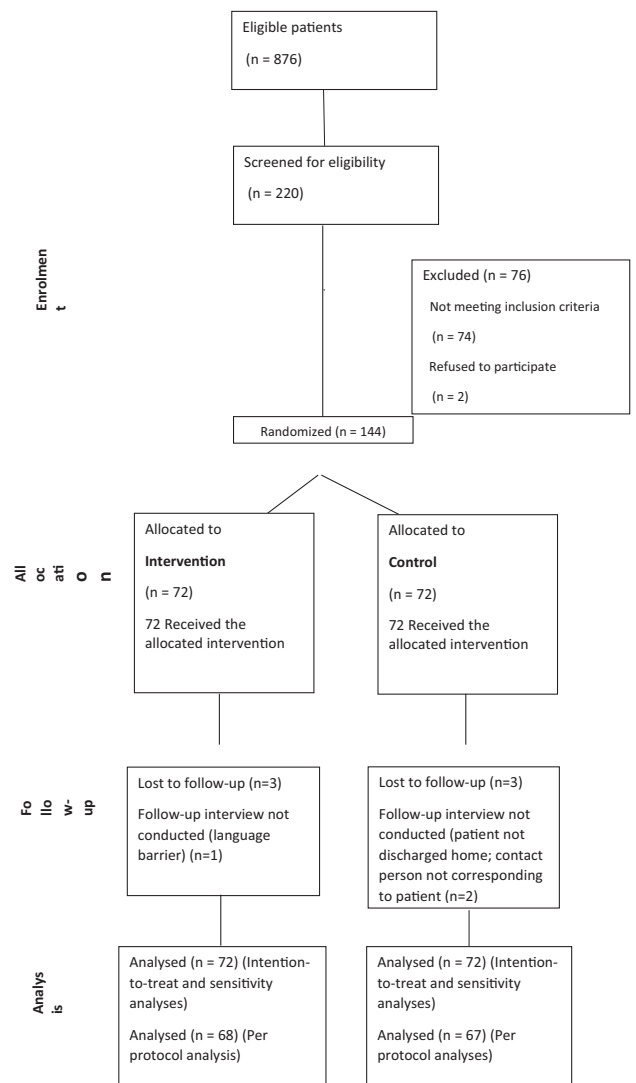 Eligible patients
(n = 876)
Screened for eligibility
(n = 220)
Enrolmen
t
Excluded (n = 76)
Not meeting inclusion criteria
(n = 74)
Refused to participate
(n = 2)
Randomized (n = 144)
All
oc
ati
o
n
Allocated to
Intervention
(n = 72)
72 Received the
allocated intervention
Allocated to
Control
(n = 72)
72 Received the
allocated intervention
Fo
llo
w-
up
Lost to follow-up (n=3)
Follow-up interview not
conducted (language
barrier) (n=1)
Lost to follow-up (n=3)
Follow-up interview not
conducted (patient not
discharged home; contact
person not corresponding
to patient (n=2)
Analys
is
Analysed (n = 72) (Intention-
to-treat and sensitivity
analyses)
Analysed (n = 68) (Per
protocol analysis)
Analysed (n = 72) (Intention-
to-treat and sensitivity
analyses)
Analysed (n = 67) (Per
protocol analyses)